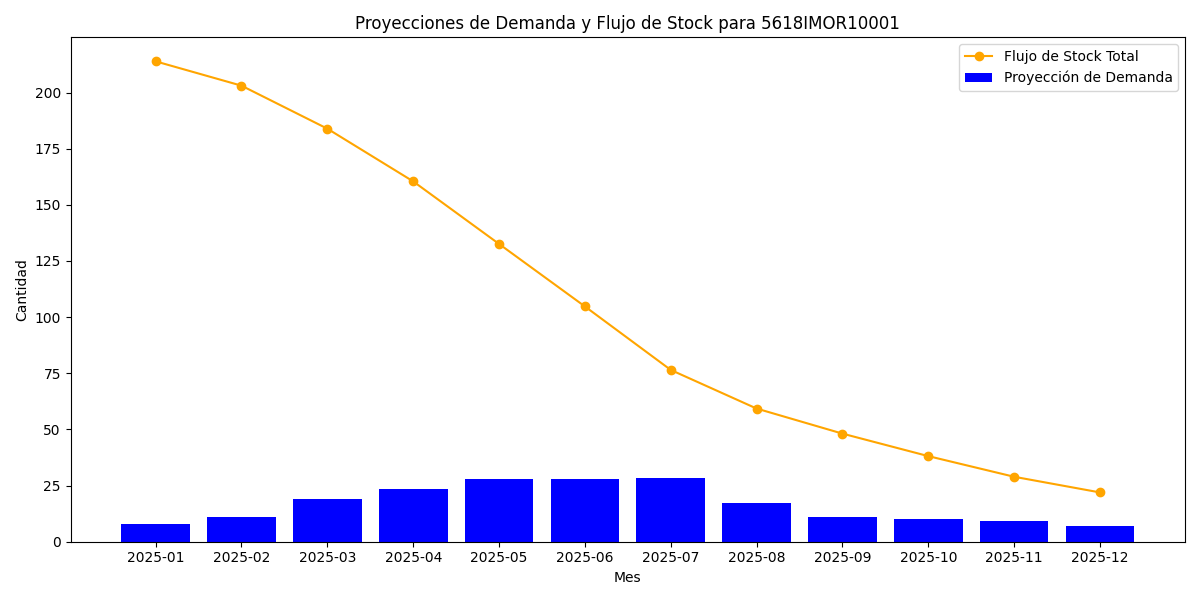 Proyecciones de Demanda y Flujo de Stock para 5618IMOR10001
Flujo de Stock Total
Proyección de Demanda
Cantidad
200
175
150
125
100
75
50
25
0
2025-01 2025-02 2025-03 2025-04 2025-05 2025-06 2025-07 2025-08 2025-09 2025-10 2025-11 2025-12
Mes